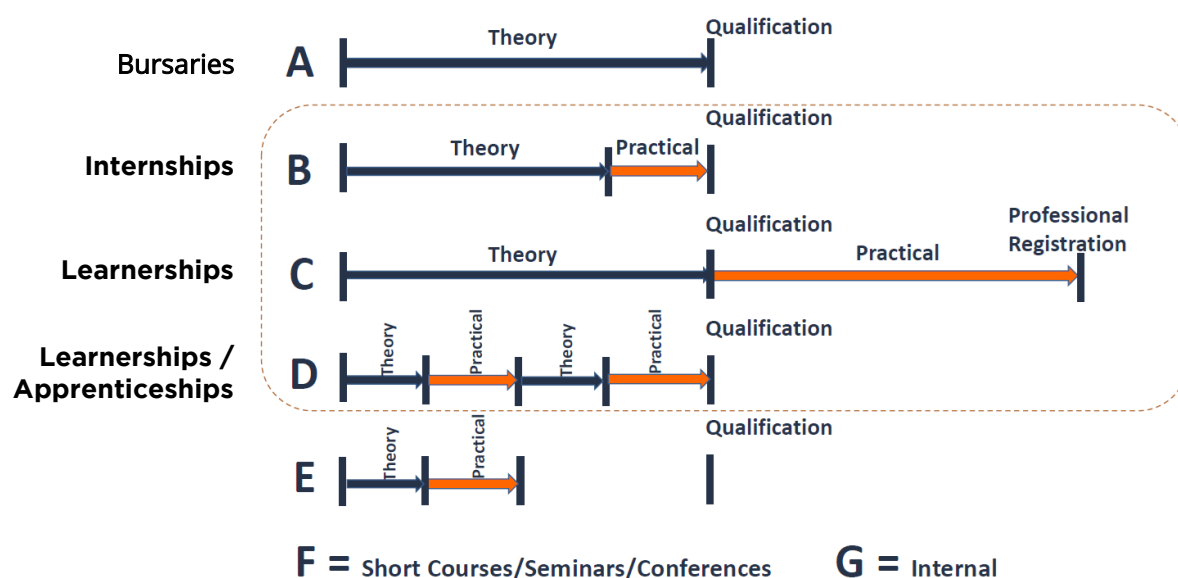 Bursaries A Theory Qualification
Internships B Theory Practical Qualification
Learnerships C Theory Qualification Practical Professional
Registration
Learnerships / 
Apprenticeships D Theory Practical Theory Practical Qualification
E Theory Practical Qualification
F = Short Courses/Seminars/Conferences G = Internal